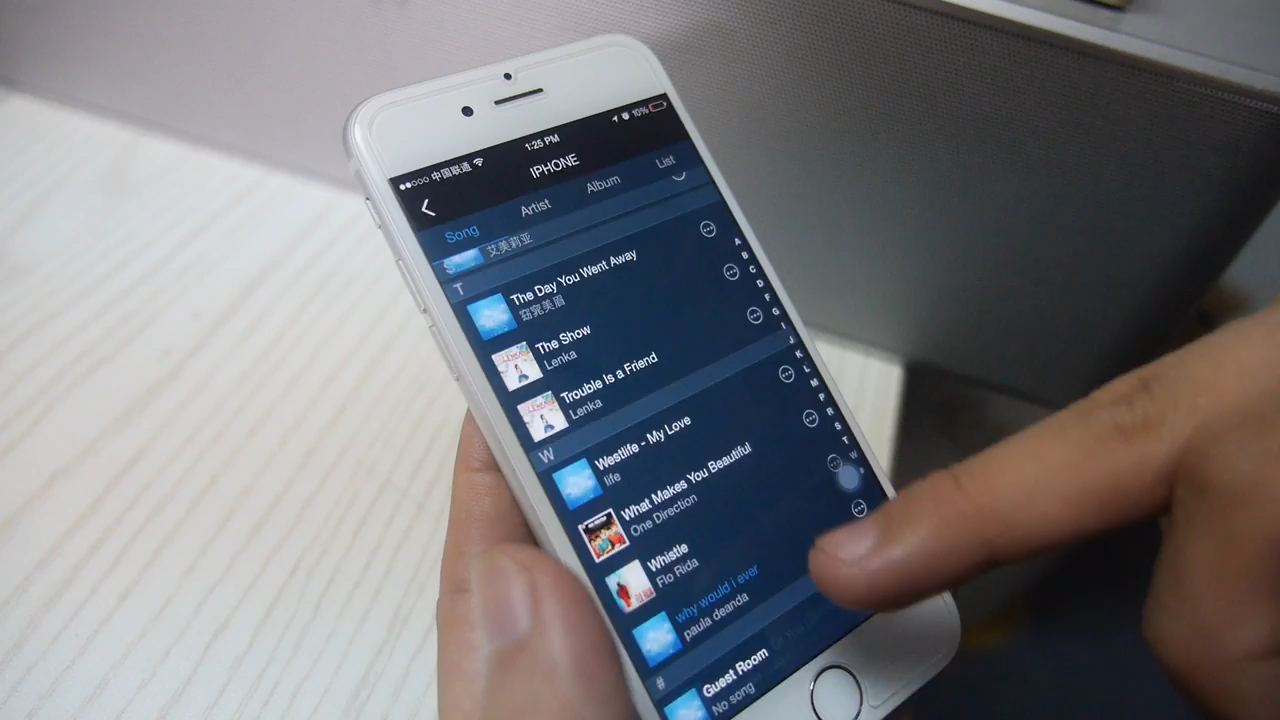 中国联通
1:25 PM
10%
IPHONE
Song
Artist
Album
List
S
艾美莉亚
T
The Day You Went Away
窈窕美眉
The Show
Lenka
Trouble Is a Friend
Lenka
W
Westlife - My Love
life
What Makes You Beautiful
One Direction
Whistle
Flo Rida
why would i ever
paula deanda
#
Guest Room
No song
A
B
C
D
F
G
I
J
K
L
M
P
R
S
T
W
#